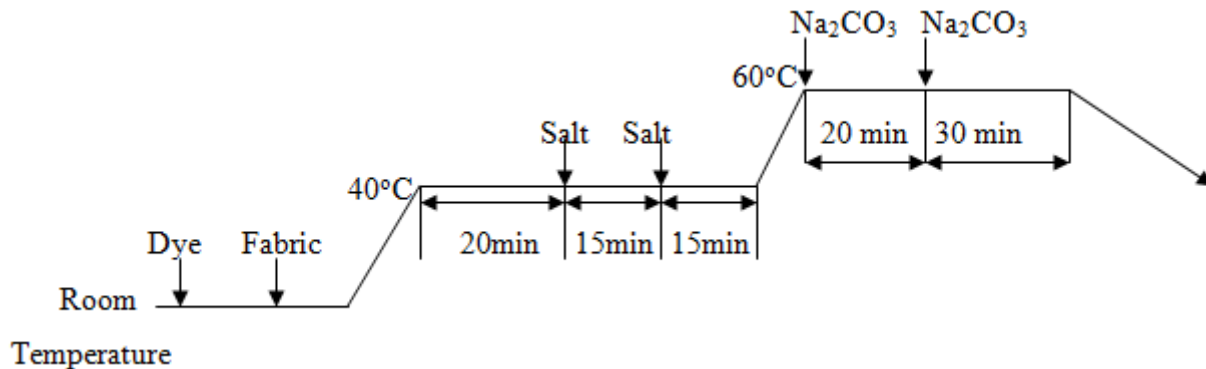 Na₂CO₃ Na₂CO₃
60°C
20 min 30 min
Salt Salt
40°C
20min 15min 15min
Dye Fabric
Room
Temperature